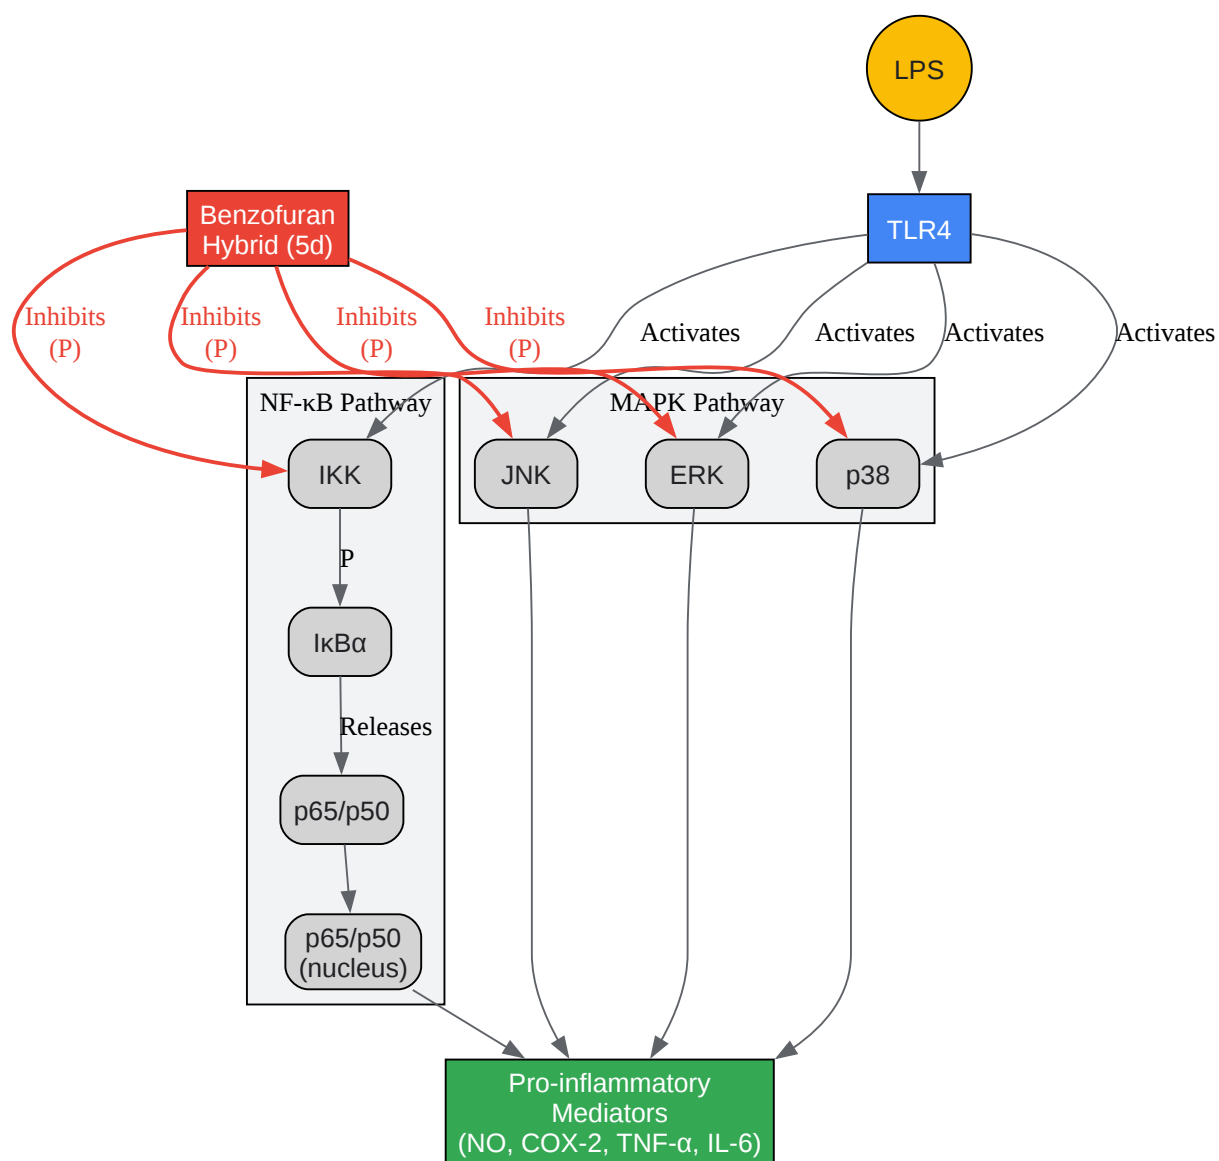 LPS
Benzofuran
Hybrid (5d)
TLR4
Inhibits
(P)
Inhibits
(P)
Inhibits
(P)
Inhibits
(P)
Activates
Activates
Activates
Activates
NF-κB Pathway
MAPK Pathway
IKK
JNK
ERK
p38
P
IκBα
Releases
p65/p50
p65/p50
(nucleus)
Pro-inflammatory
Mediators
(NO, COX-2, TNF-α, IL-6)